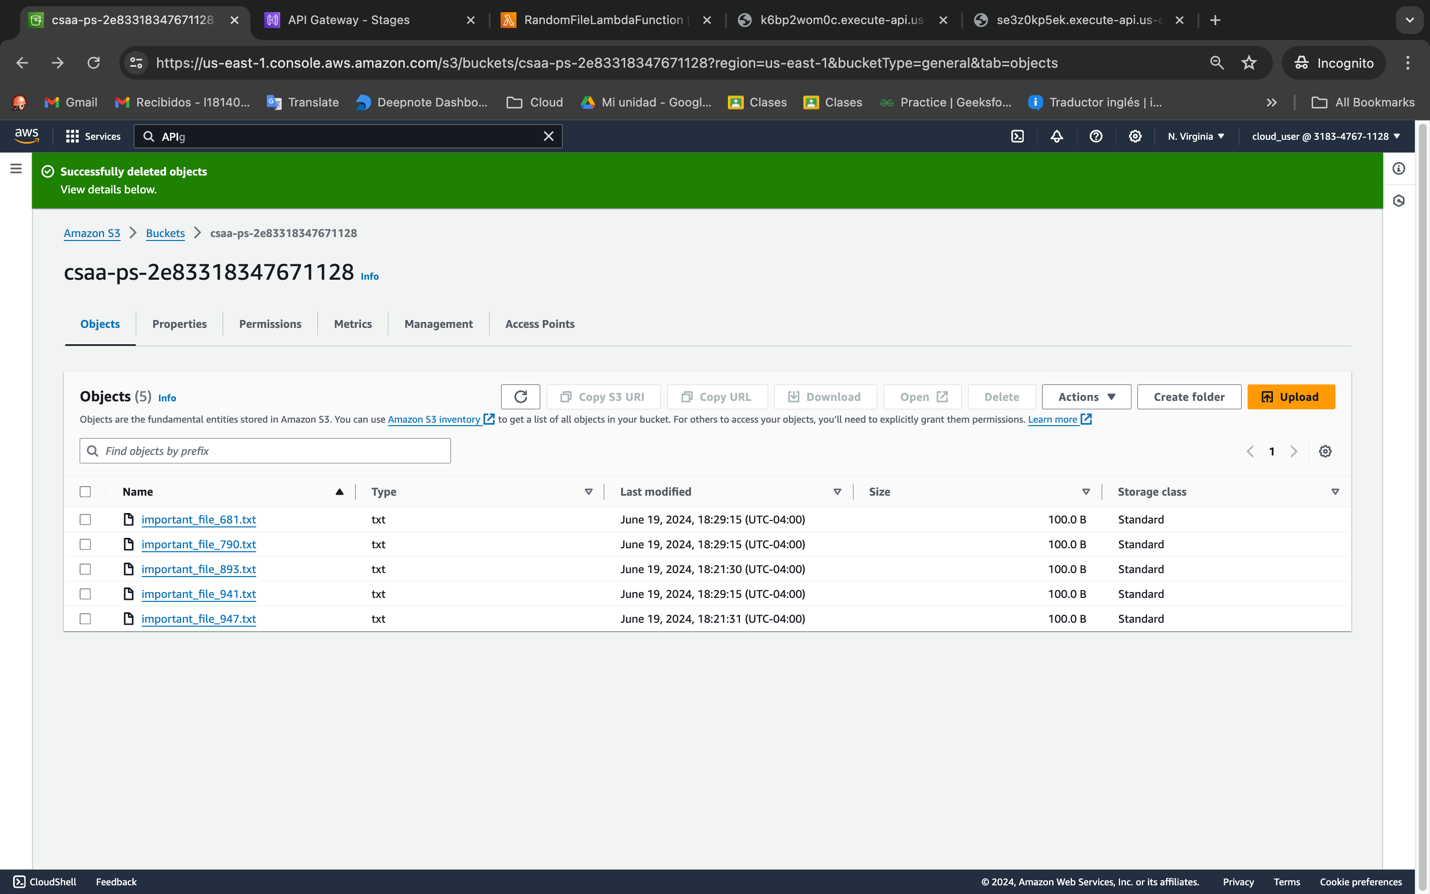 csaa-ps-2e83318347671128
API Gateway - Stages
RandomFileLambdaFunction
k6bp2wom0c.execute-api.us-
se3z0kp5ek.execute-api.us-e
https://us-east-1.console.aws.amazon.com/s3/buckets/csaa-ps-2e83318347671128?region=us-east-1&bucketType=general&tab=objects
Incognito
Gmail
Recibidos - l18140...
Translate
Deepnote Dashbo...
Cloud
Mi unidad - Googl...
Clases
Clases
Practice | Geeksfo...
Traductor inglés | i...
All Bookmarks
aws
Services
APIg
N. Virginia
cloud_user @ 3183-4767-1128
Successfully deleted objects
View details below.
Amazon S3 > Buckets > csaa-ps-2e83318347671128
csaa-ps-2e83318347671128 Info
Objects Properties Permissions Metrics Management Access Points
Objects (5) Info
Copy S3 URI
Copy URL
Download
Open
Delete
Actions
Create folder
Upload
Objects are the fundamental entities stored in Amazon S3. You can use Amazon S3 inventory to get a list of all objects in your bucket. For others to access your objects, you'll need to explicitly grant them permissions. Learn more
Find objects by prefix
1
Name Type Last modified Size Storage class
important_file_681.txt txt June 19, 2024, 18:29:15 (UTC-04:00) 100.0 B Standard
important_file_790.txt txt June 19, 2024, 18:29:15 (UTC-04:00) 100.0 B Standard
important_file_893.txt txt June 19, 2024, 18:21:30 (UTC-04:00) 100.0 B Standard
important_file_941.txt txt June 19, 2024, 18:29:15 (UTC-04:00) 100.0 B Standard
important_file_947.txt txt June 19, 2024, 18:21:31 (UTC-04:00) 100.0 B Standard
CloudShell Feedback
© 2024, Amazon Web Services, Inc. or its affiliates. Privacy Terms Cookie preferences